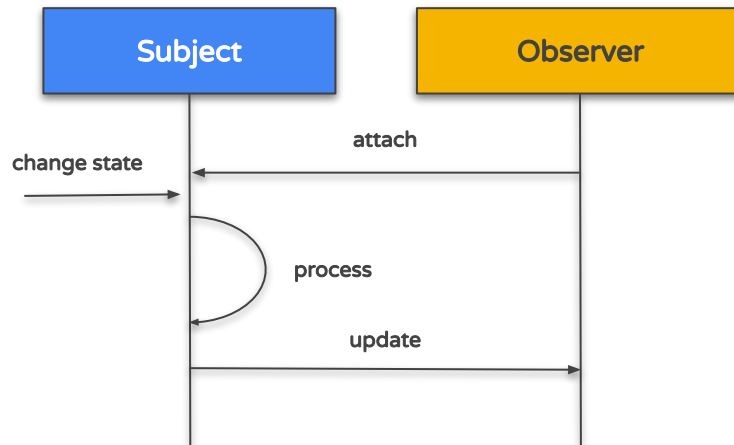 Subject
Observer
attach
change state
process
update